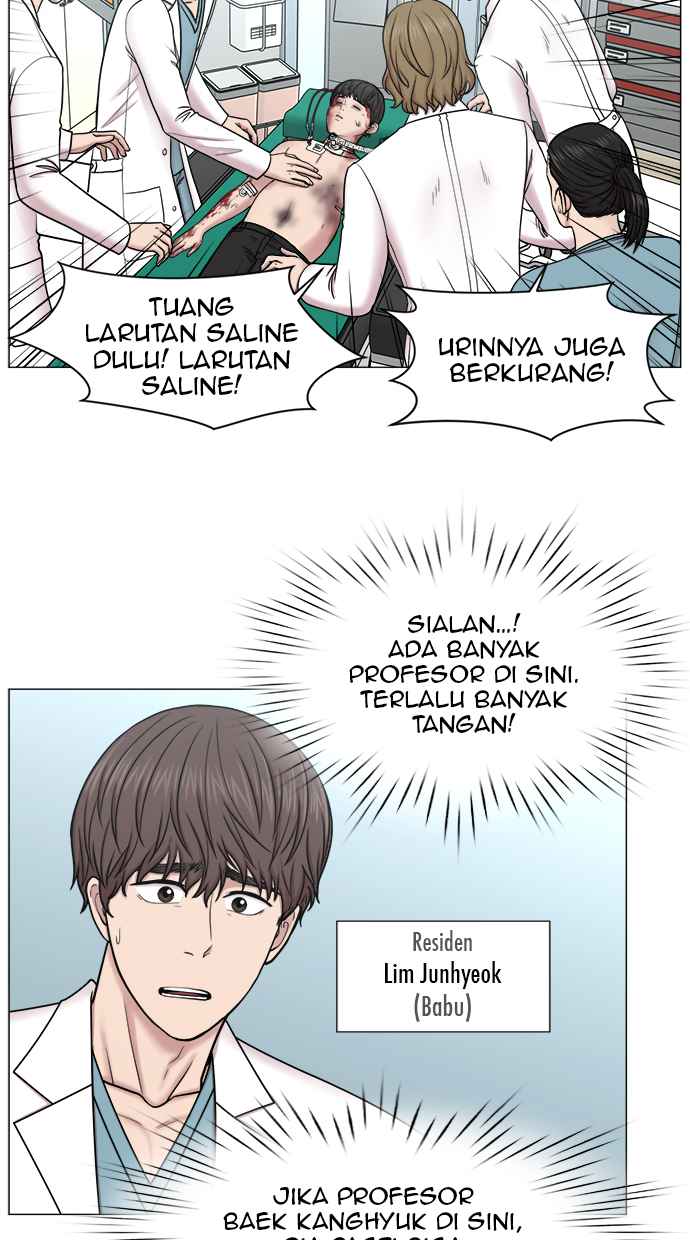 TUANG
LARUTAN SALINE
DULU! LARUTAN
SALINE!
URINNYA JUGA
BERKURANG!
SIALAN...!
ADA BANYAK
PROFESOR DI SINI.
TERLALU BANYAK
TANGAN!
Residen
Lim Junhyeok
(Babu)
JIKA PROFESOR
BAEK KANGHYUK DI SINI,